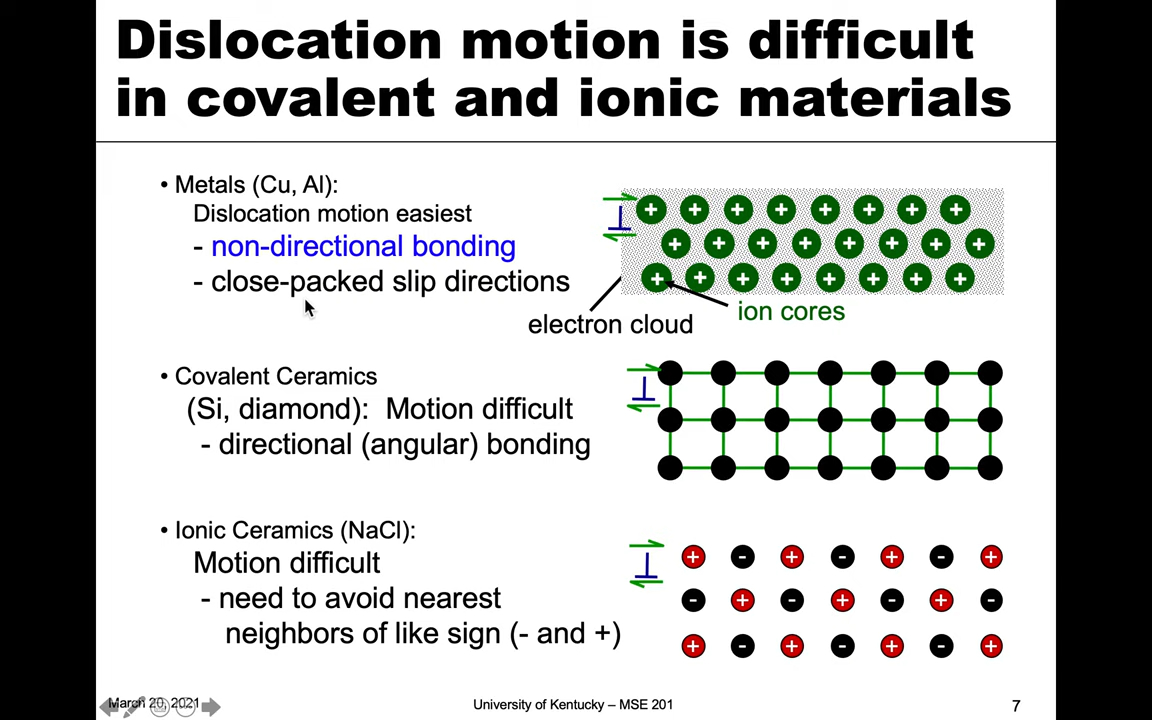 Dislocation motion is difficult
in covalent and ionic materials
• Metals (Cu, Al):
Dislocation motion easiest
- non-directional bonding
- close-packed slip directions
electron cloud
ion cores
+ + + + + + + +
+ + + + + + + +
+ + + + + + + +
• Covalent Ceramics
(Si, diamond): Motion difficult
- directional (angular) bonding
• Ionic Ceramics (NaCl):
Motion difficult
- need to avoid nearest
neighbors of like sign (- and +)
+ - + - + - +
- + - + - + -
+ - + - + - +
March 20, 2021
University of Kentucky – MSE 201
7